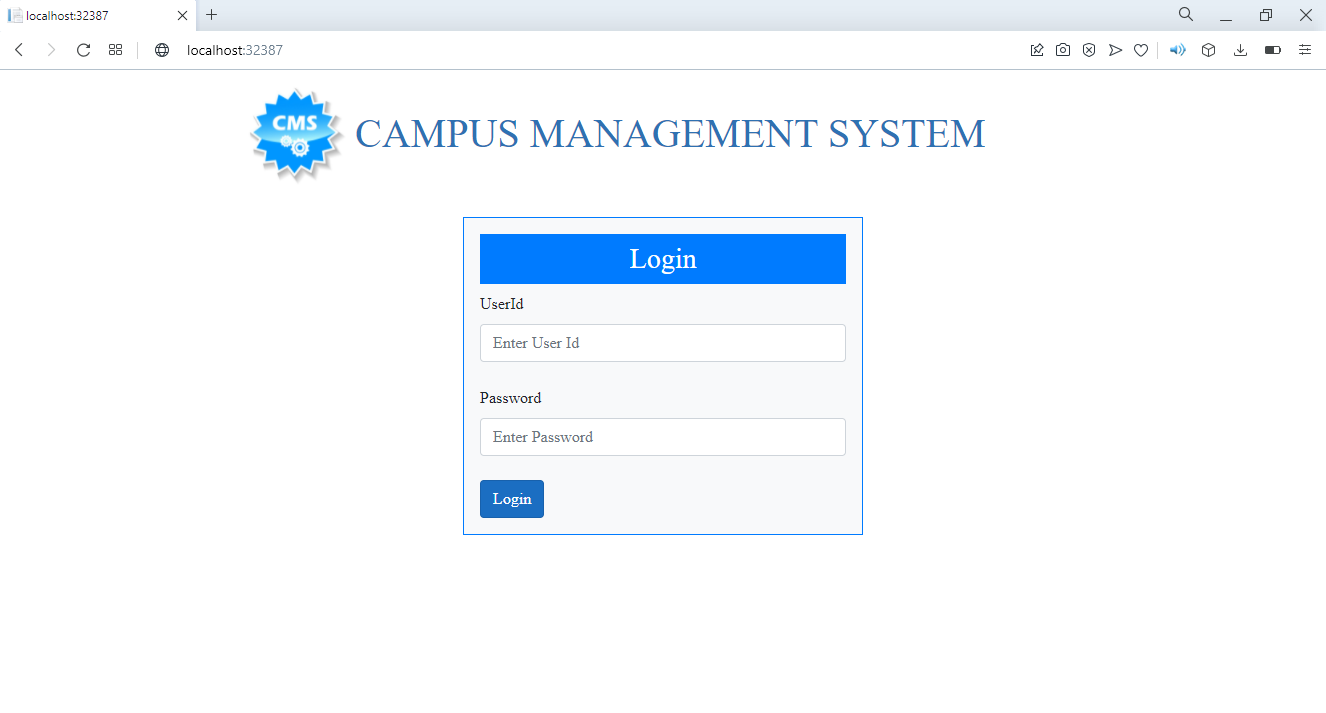 localhost:32387
localhost:32387
CMS
CAMPUS MANAGEMENT SYSTEM
Login
UserId
Enter User Id
Password
Enter Password
Login